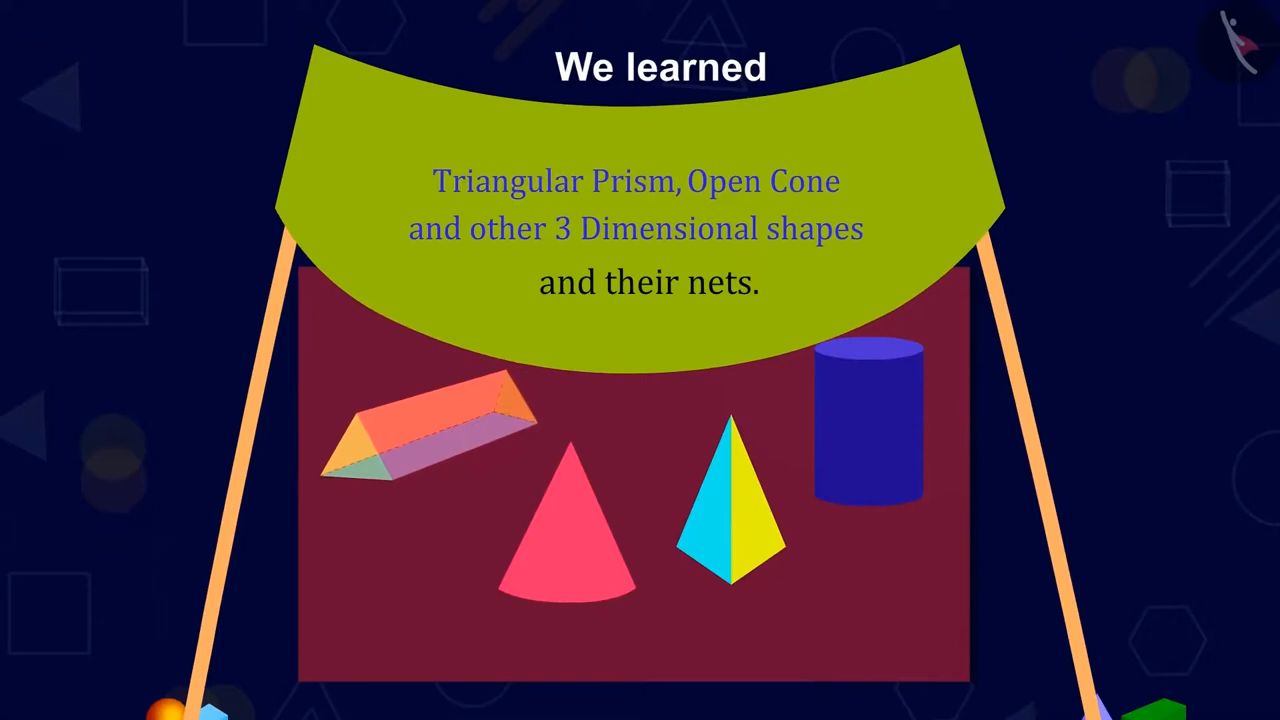 We learned
Triangular Prism, Open Cone
and other 3 Dimensional shapes
and their nets.